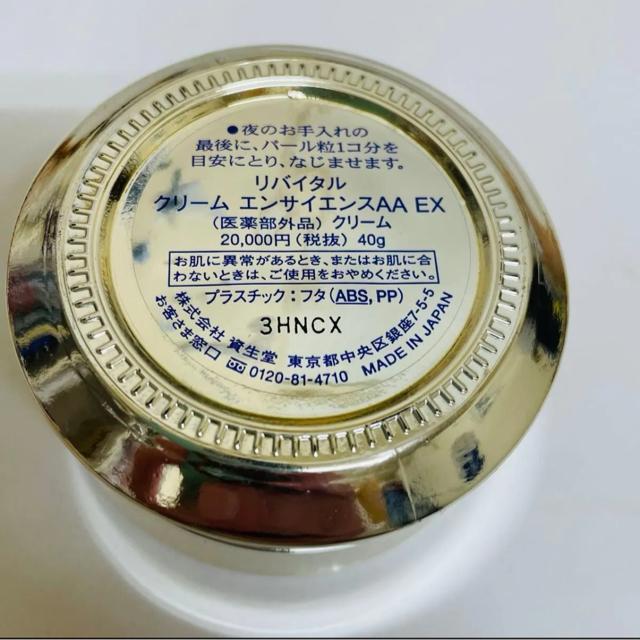 ●夜のお手入れの
最後に、パール粒1コ分を
目安にとり、なじませます。
リバイタル
クリーム エンサイエンスAA EX
(医薬部外品) クリーム
20,000円(税抜) 40g
お肌に異常があるとき、またはお肌に合
わないときは、ご使用をおやめください。
プラスチック:フタ(ABS, PP)
3HNCX
株式会社 資生堂 東京都中央区銀座7-5-5
お客さま窓口 0120-81-4710 MADE IN JAPAN